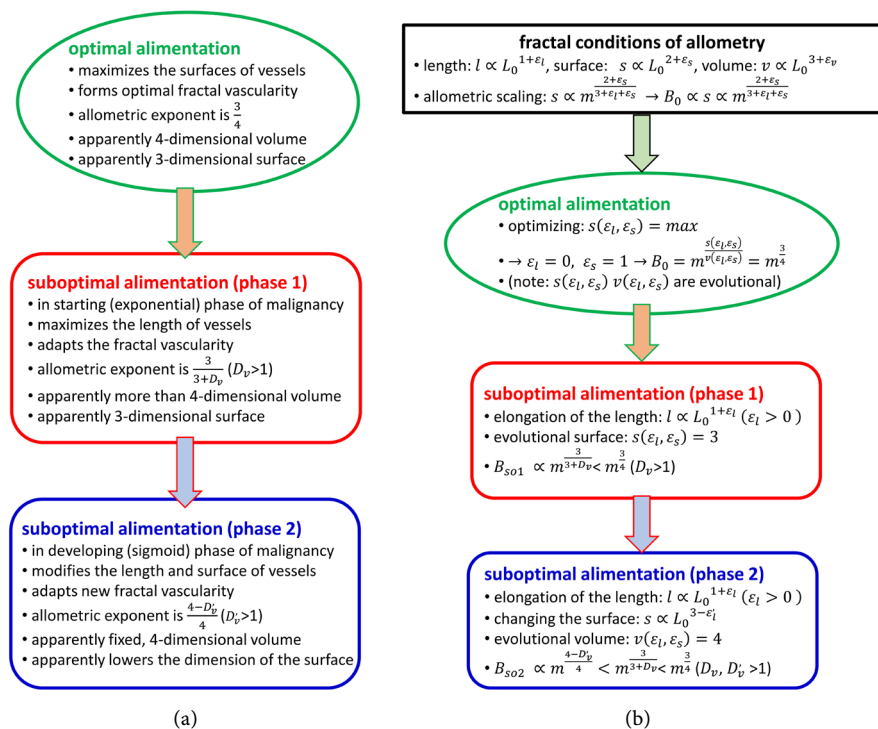 optimal alimentation
• maximizes the surfaces of vessels
• forms optimal fractal vascularity
• allometric exponent is 3/4
• apparently 4-dimensional volume
• apparently 3-dimensional surface
suboptimal alimentation (phase 1)
• in starting (exponential) phase of malignancy
• maximizes the length of vessels
• adapts the fractal vascularity
• allometric exponent is 3/(3+D_v) (D_v>1)
• apparently more than 4-dimensional volume
• apparently 3-dimensional surface
suboptimal alimentation (phase 2)
• in developing (sigmoid) phase of malignancy
• modifies the length and surface of vessels
• adapts new fractal vascularity
• allometric exponent is (4−D′_v)/4 (D′_v>1)
• apparently fixed, 4-dimensional volume
• apparently lowers the dimension of the surface
(a)
fractal conditions of allometry
• length: l ∝ L_0^(1+ε_l), surface: s ∝ L_0^(2+ε_s), volume: v ∝ L_0^(3+ε_v)
• allometric scaling: s ∝ m^((2+ε_s)/(3+ε_l+ε_s)) → B_0 ∝ s ∝ m^((2+ε_s)/(3+ε_l+ε_s))
optimal alimentation
• optimizing: s(ε_l, ε_s) = max
• → ε_l = 0, ε_s = 1 → B_0 = m^(s(ε_l,ε_s)/v(ε_l,ε_s)) = m^(3/4)
• (note: s(ε_l, ε_s) v(ε_l, ε_s) are evolutional)
suboptimal alimentation (phase 1)
• elongation of the length: l ∝ L_0^(1+ε_l) (ε_l > 0 )
• evolutional surface: s(ε_l, ε_s) = 3
• B_so1 ∝ m^(3/(3+D_v)) < m^(3/4) (D_v>1)
suboptimal alimentation (phase 2)
• elongation of the length: l ∝ L_0^(1+ε_l) (ε_l > 0 )
• changing the surface: s ∝ L_0^(3−ε′_l)
• evolutional volume: v(ε_l, ε_s) = 4
• B_so2 ∝ m^((4−D′_v)/4) < m^(3/(3+D_v)) < m^(3/4) (D_v, D′_v >1)
(b)